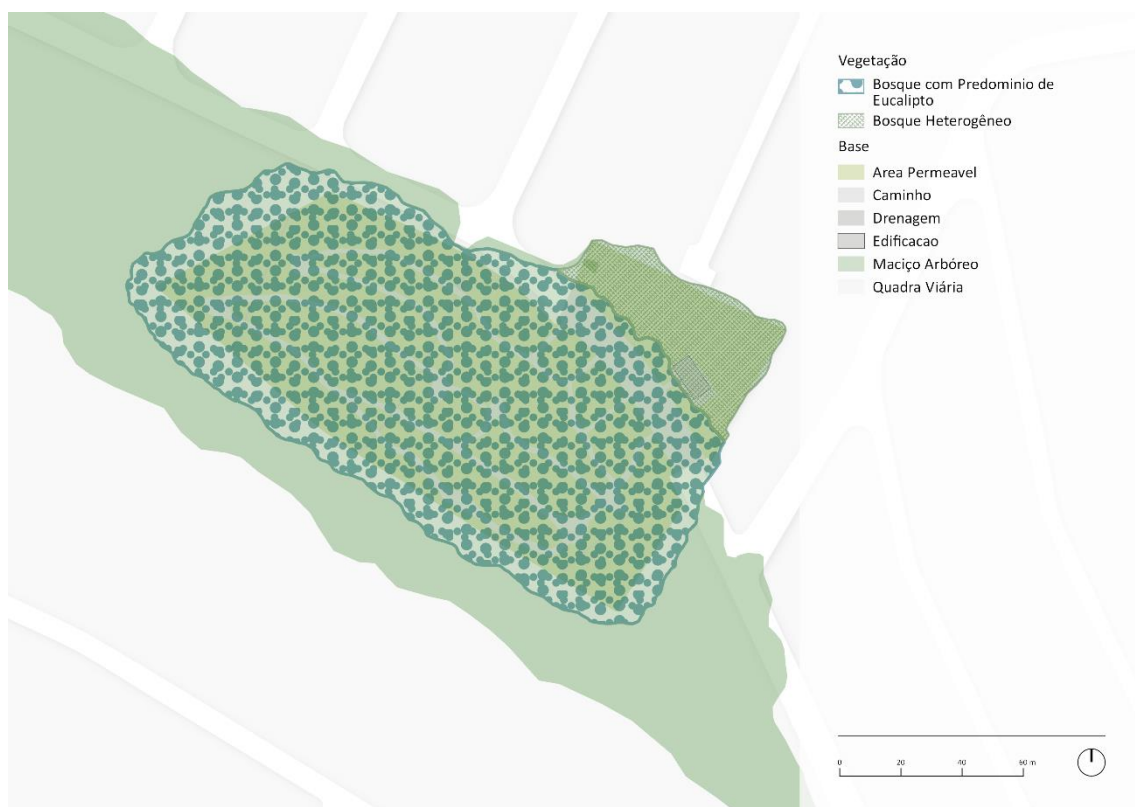 Vegetação
Bosque com Predominio de
Eucalipto
Bosque Heterogêneo
Base
Area Permeavel
Caminho
Drenagem
Edificacao
Maciço Arbóreo
Quadra Viária
0 20 40 60 m